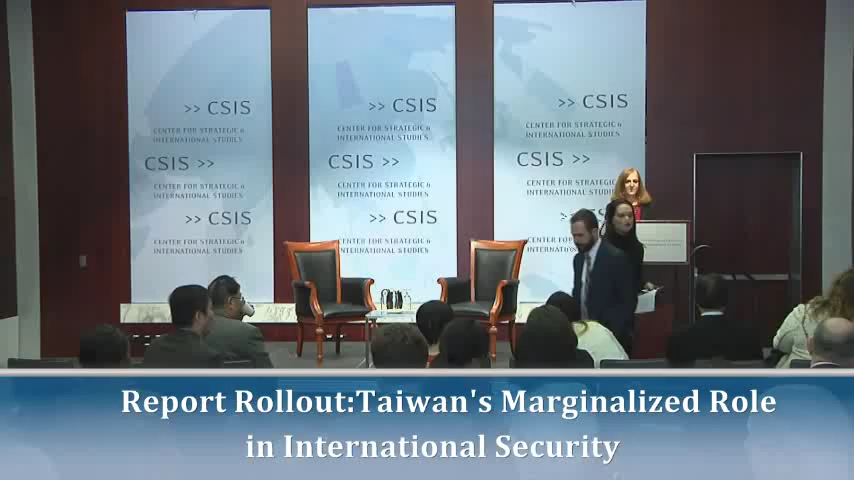 >> CSIS
CENTER FOR STRATEGIC &
INTERNATIONAL STUDIES
CSIS >>
CENTER FOR STRATEGIC &
INTERNATIONAL STUDIES
>> CSIS
CENTER FOR STRATEGIC &
INTERNATIONAL STUDIES
>> CSIS
CENTER FOR STRATEGIC &
INTERNATIONAL STUDIES
CSIS >>
CENTER FOR STRATEGIC &
INTERNATIONAL STUDIES
>> CSIS
CENTER FOR STRATEGIC &
INTERNATIONAL STUDIES
>> CSIS
CENTER FOR STRATEGIC &
INTERNATIONAL STUDIES
CSIS >>
CENTER FOR STRATEGIC
INTERNATIONAL STUDIES
CENTER
Report Rollout:Taiwan's Marginalized Role
in International Security